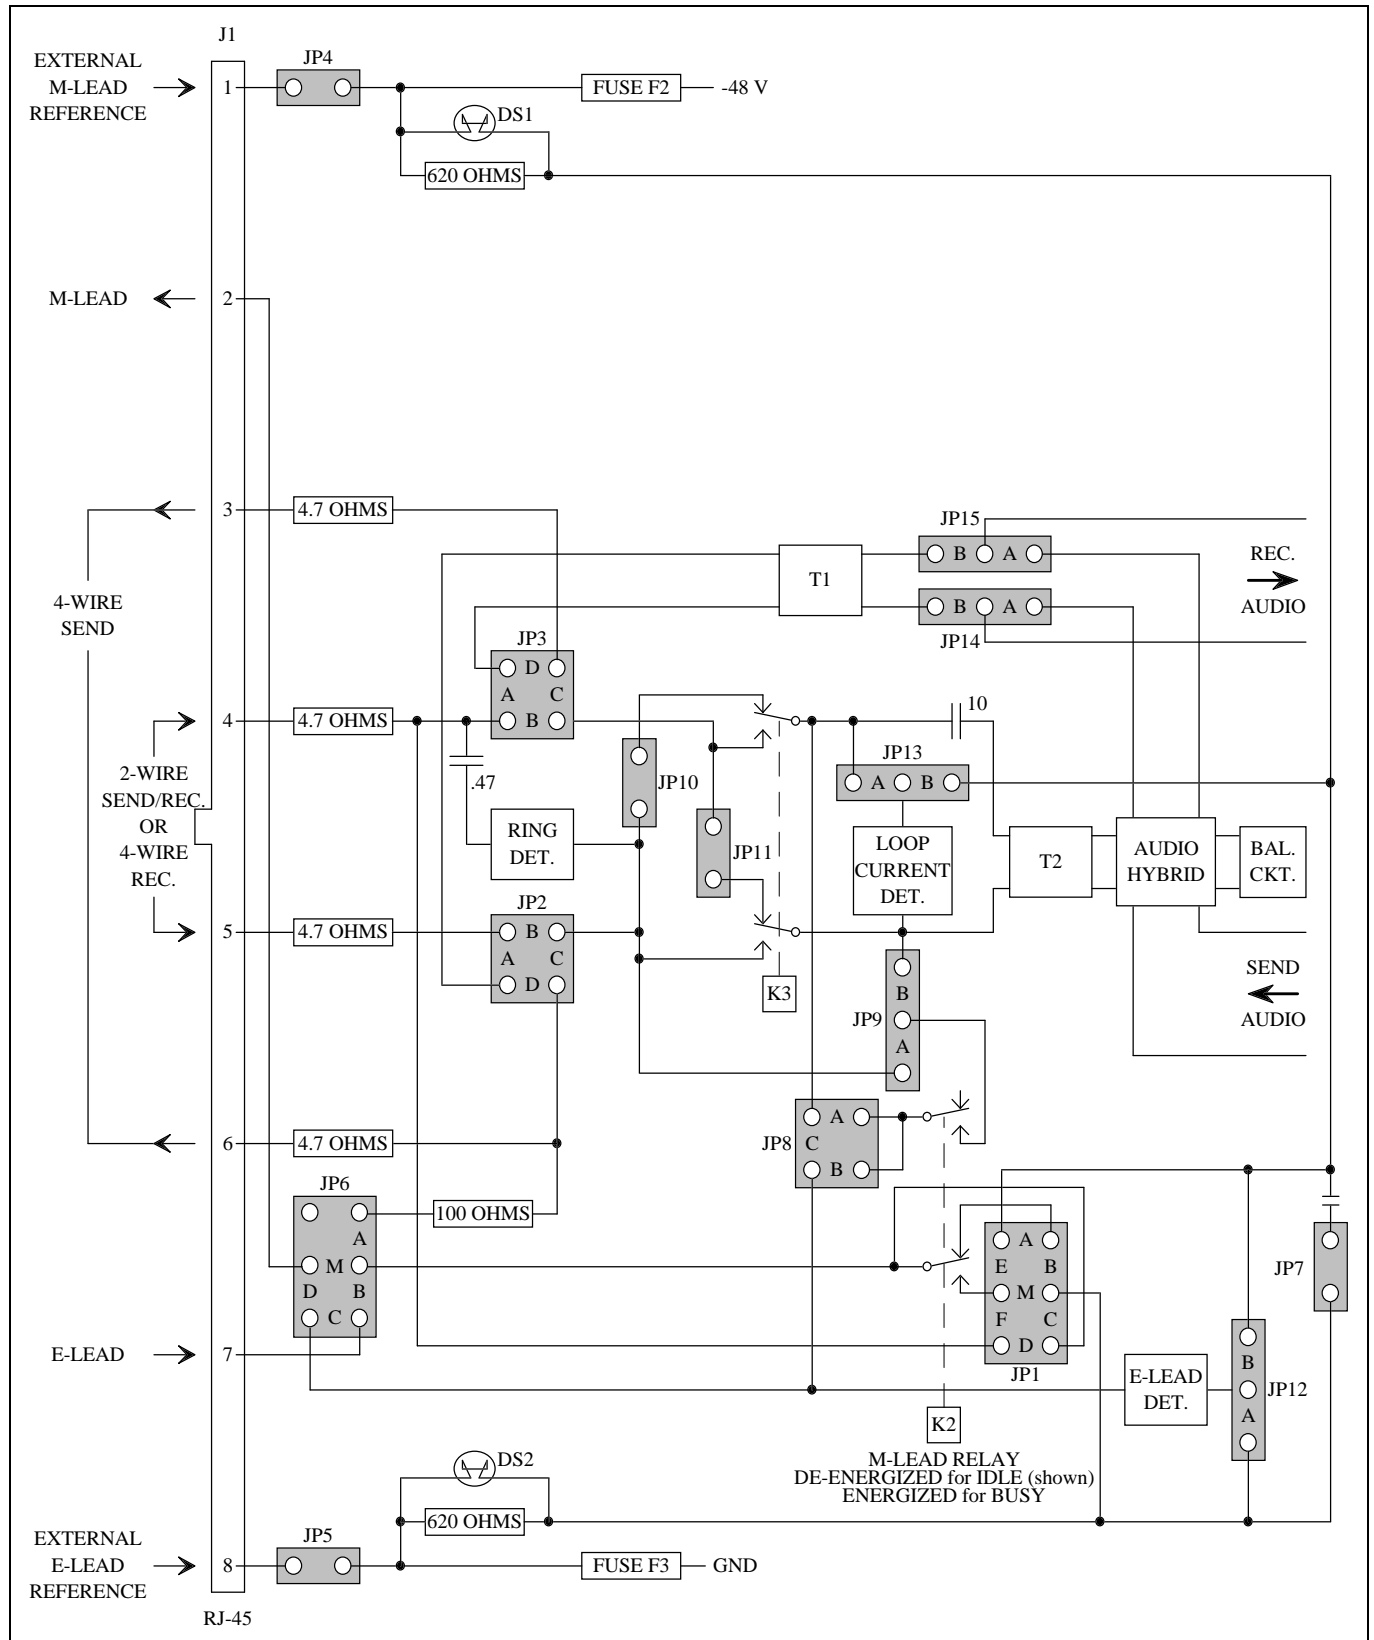 J1
EXTERNAL
M-LEAD
REFERENCE
1
JP4
FUSE F2
-48 V
DS1
620 OHMS
M-LEAD
2
3
4.7 OHMS
4-WIRE
SEND
JP15
B A
REC.
AUDIO
T1
B A
JP14
JP3
D
A C
B
4
4.7 OHMS
.47
10
JP13
A B
JP10
JP11
2-WIRE
SEND/REC.
OR
4-WIRE
REC.
RING
DET.
LOOP
CURRENT
DET.
T2
AUDIO
HYBRID
BAL.
CKT.
JP2
B
A C
D
5
4.7 OHMS
K3
SEND
AUDIO
JP9
B
A
6
4.7 OHMS
JP8
A
C
B
JP6
A
M
D B
C
100 OHMS
A
E B
M
F C
D
JP1
JP7
E-LEAD
7
E-LEAD
DET.
B
JP12
A
K2
M-LEAD RELAY
DE-ENERGIZED for IDLE (shown)
ENERGIZED for BUSY
DS2
620 OHMS
EXTERNAL
E-LEAD
REFERENCE
8
JP5
FUSE F3
GND
RJ-45